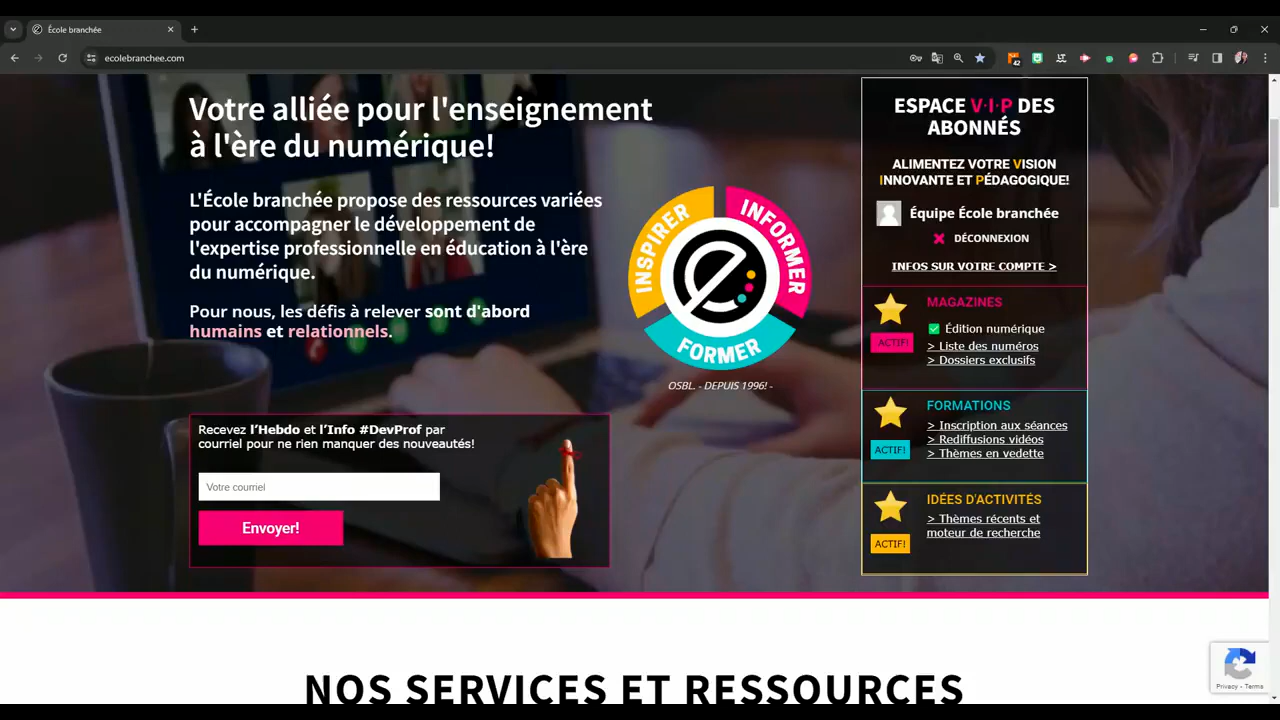 École branchée
ecolebranchee.com
42
LT
Votre alliée pour l'enseignement
à l'ère du numérique!
L'École branchée propose des ressources variées
pour accompagner le développement de
l'expertise professionnelle en éducation à l'ère
du numérique.
Pour nous, les défis à relever sont d'abord
humains et relationnels.
INSPIRER
INFORMER
FORMER
OSBL. - DEPUIS 1996! -
Recevez l’Hebdo et l’Info #DevProf par
courriel pour ne rien manquer des nouveautés!
Votre courriel
Envoyer!
ESPACE V·I·P DES
ABONNÉS
ALIMENTEZ VOTRE VISION
INNOVANTE ET PÉDAGOGIQUE!
Équipe École branchée
DÉCONNEXION
INFOS SUR VOTRE COMPTE >
MAGAZINES
Édition numérique
ACTIF!
> Liste des numéros
> Dossiers exclusifs
FORMATIONS
> Inscription aux séances
> Rediffusions vidéos
ACTIF!
> Thèmes en vedette
IDÉES D'ACTIVITÉS
> Thèmes récents et
moteur de recherche
ACTIF!
NOS SERVICES ET RESSOURCES
Privacy - Terms